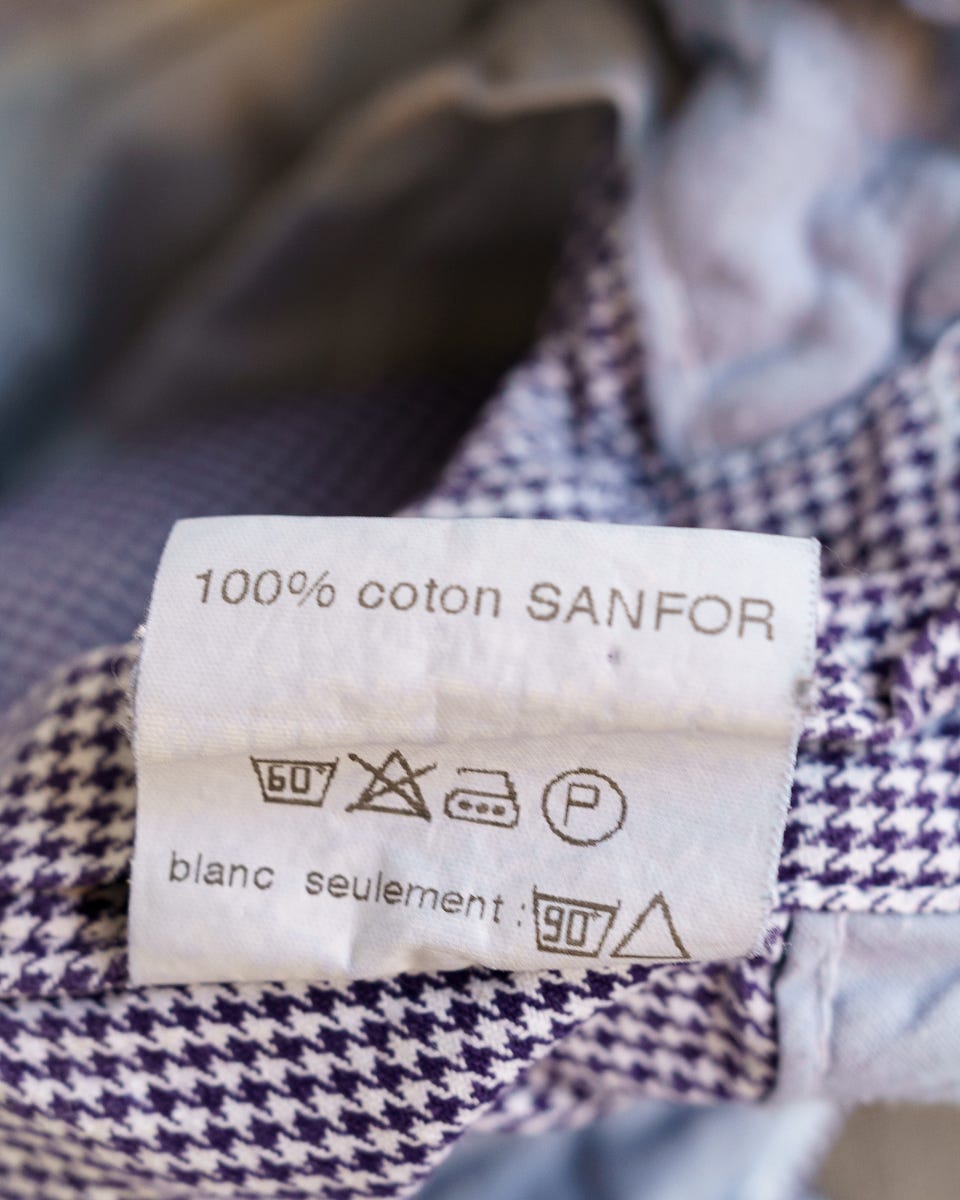 100% coton SANFOR
60° P
blanc seulement : 90°